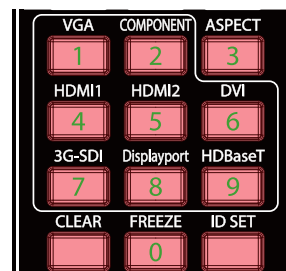 VGA COMPONENT ASPECT
1 2 3
HDMI1 HDMI2 DVI
4 5 6
3G-SDI Displayport HDBaseT
7 8 9
CLEAR FREEZE ID SET
0